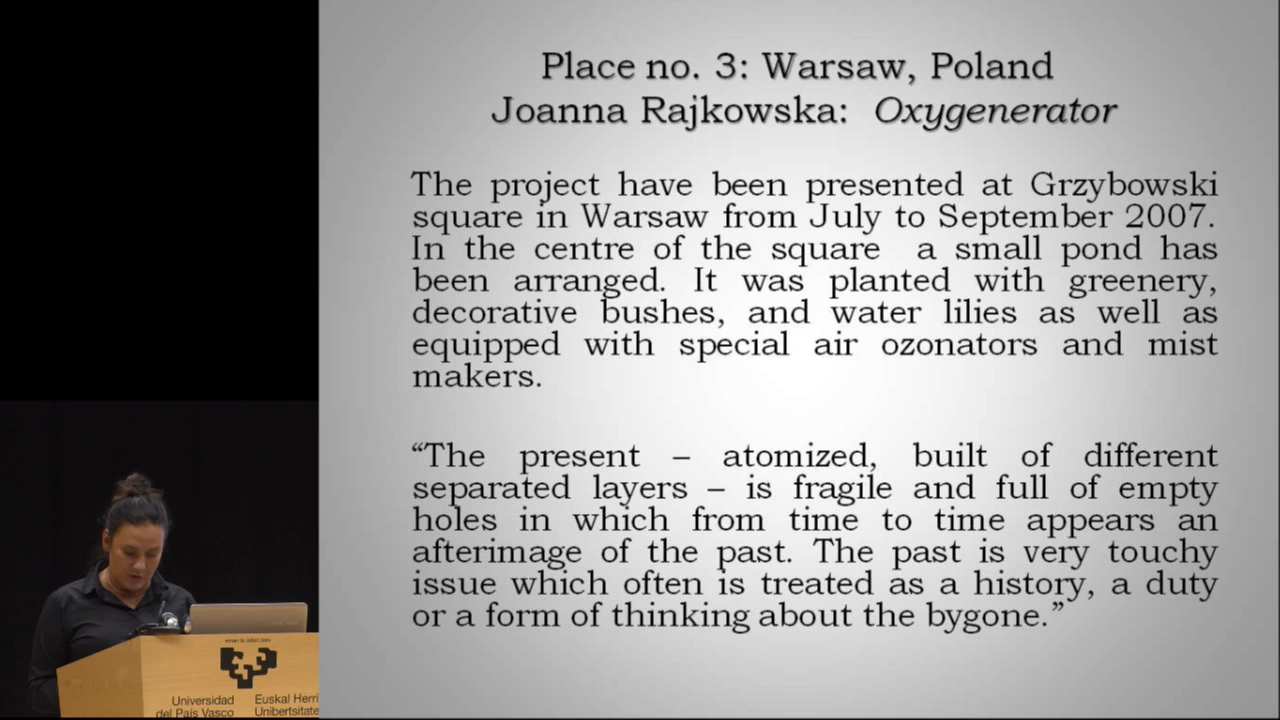 Place no. 3: Warsaw, Poland
Joanna Rajkowska: Oxygenerator
The project have been presented at Grzybowski
square in Warsaw from July to September 2007.
In the centre of the square a small pond has
been arranged. It was planted with greenery,
decorative bushes, and water lilies as well as
equipped with special air ozonators and mist
makers.
“The present – atomized, built of different
separated layers – is fragile and full of empty
holes in which from time to time appears an
afterimage of the past. The past is very touchy
issue which often is treated as a history, a duty
or a form of thinking about the bygone.”
Universidad
del País Vasco
Euskal Herri
Unibertsitate